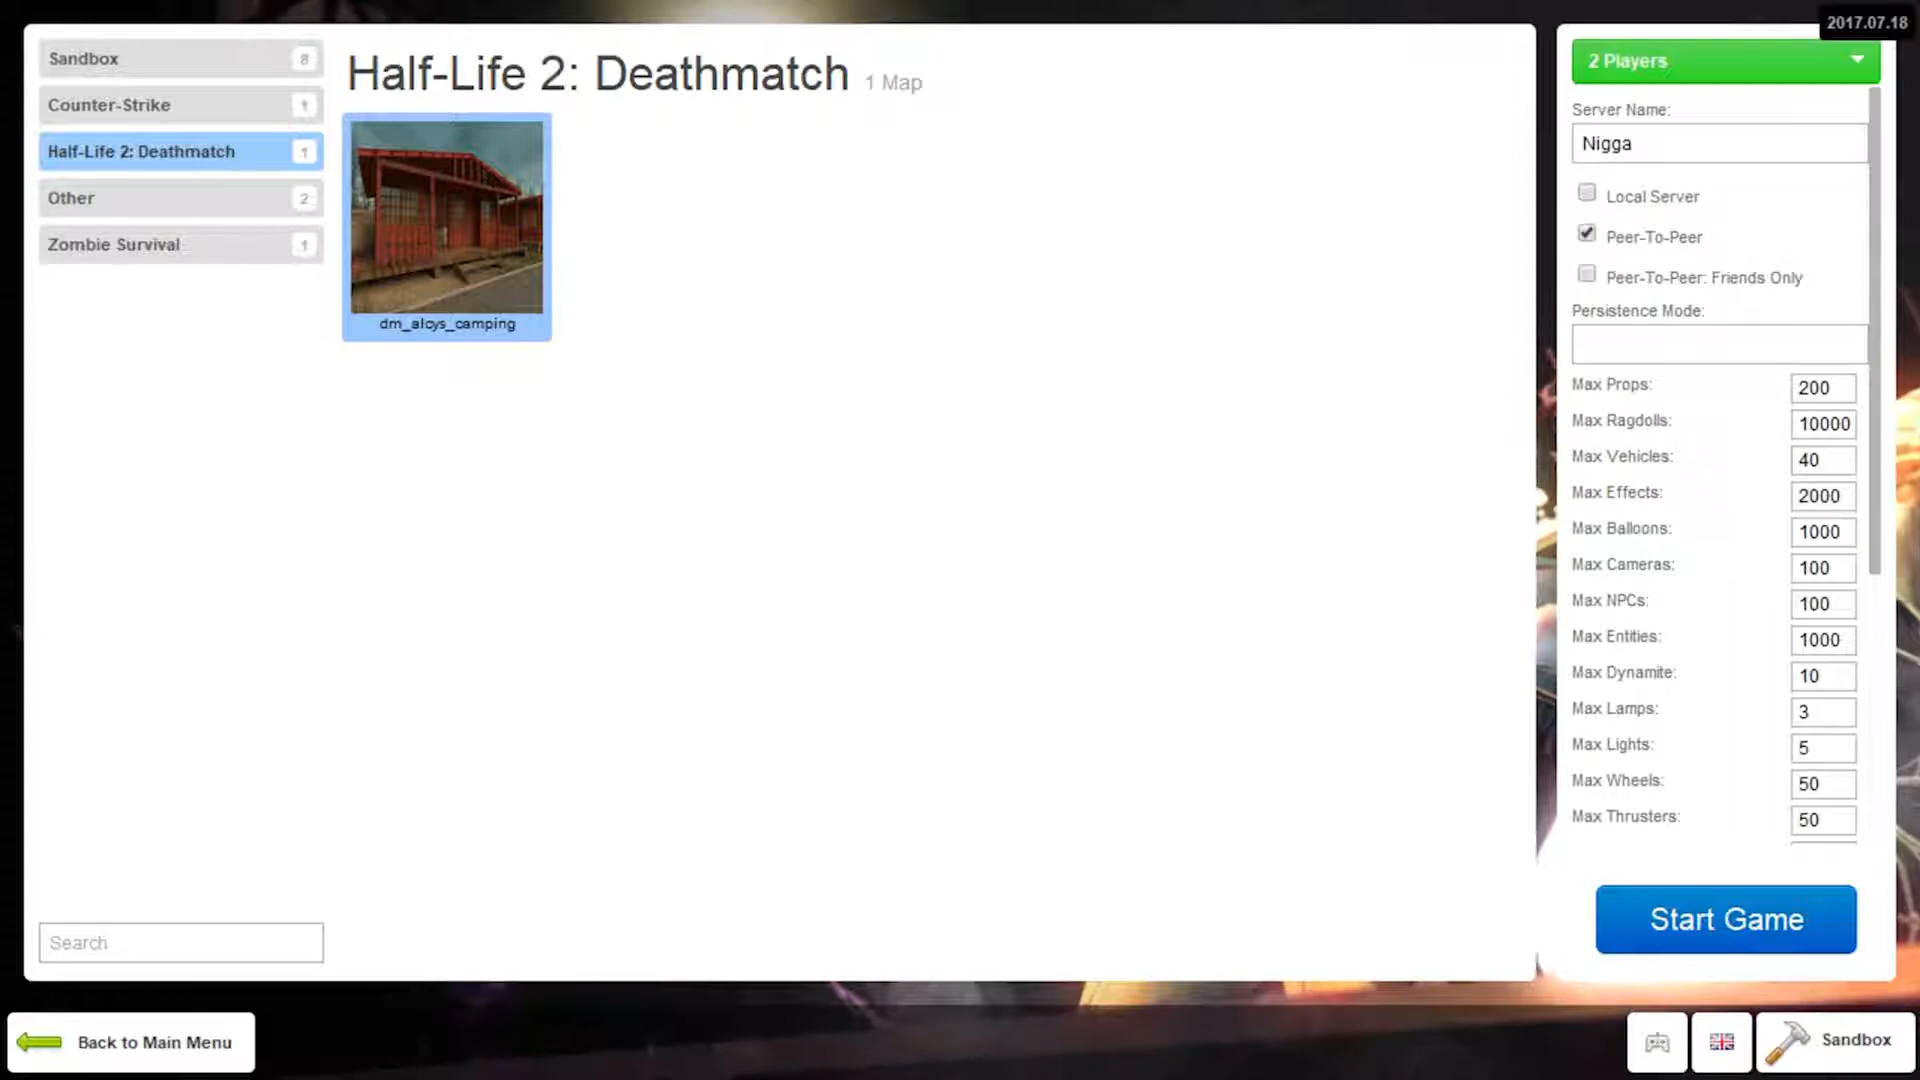 2017.07.18
Sandbox 8
Counter-Strike 1
Half-Life 2: Deathmatch 1
Other 2
Zombie Survival 1
Search
Half-Life 2: Deathmatch 1 Map
dm_aloys_camping
2 Players
Server Name:
Nigga
Local Server
Peer-To-Peer
Peer-To-Peer: Friends Only
Persistence Mode:
Max Props: 200
Max Ragdolls: 10000
Max Vehicles: 40
Max Effects: 2000
Max Balloons: 1000
Max Cameras: 100
Max NPCs: 100
Max Entities: 1000
Max Dynamite: 10
Max Lamps: 3
Max Lights: 5
Max Wheels: 50
Max Thrusters: 50
Start Game
Back to Main Menu
Sandbox